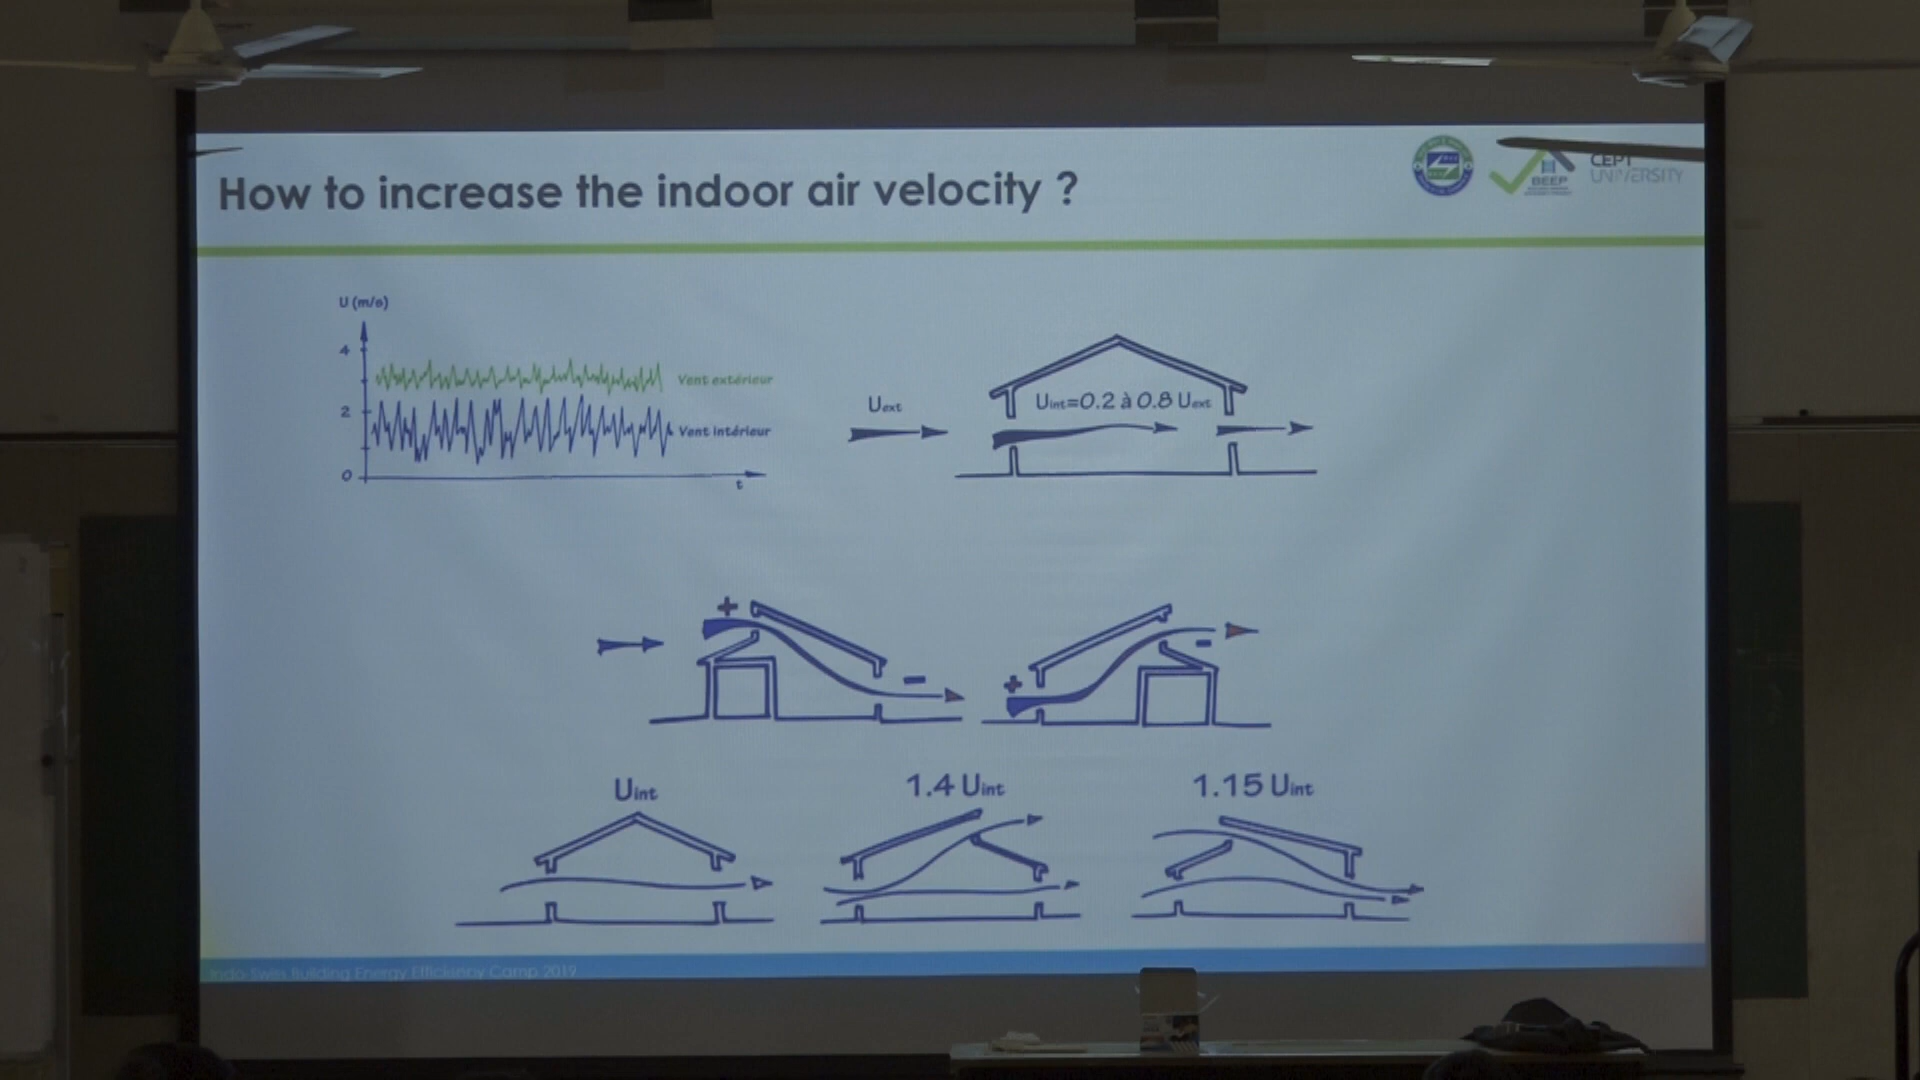 How to increase the indoor air velocity ?
BEEP
CEPT
UNIVERSITY
U (m/s)
4
2
0
t
Vent extérieur
Vent intérieur
Uext
Uint=0.2 à 0.8 Uext
+
-
+
-
Uint
1.4 Uint
1.15 Uint
Indo-Swiss Building Energy Efficiency Camp 2019